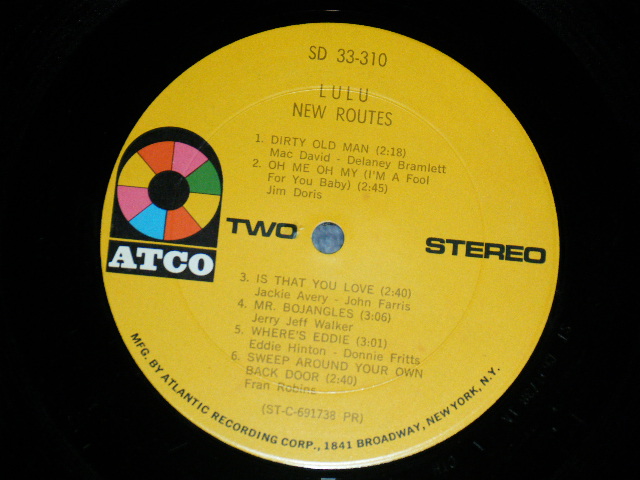 SD 33-310
LULU
NEW ROUTES
1. DIRTY OLD MAN (2:18)
Mac David - Delaney Bramlett
2. OH ME OH MY (I'M A Fool
For You Baby) (2:45)
Jim Doris
ATCO
TWO
STEREO
3. IS THAT YOU LOVE (2:40)
Jackie Avery - John Farris
4. MR. BOJANGLES (3:06)
Jerry Jeff Walker
5. WHERE'S EDDIE (3:01)
Eddie Hinton - Donnie Fritts
6. SWEEP AROUND YOUR OWN
BACK DOOR (2:40)
Fran Robins
(ST-C-691738 PR)
MFG. BY ATLANTIC RECORDING CORP., 1841 BROADWAY, NEW YORK, N.Y.